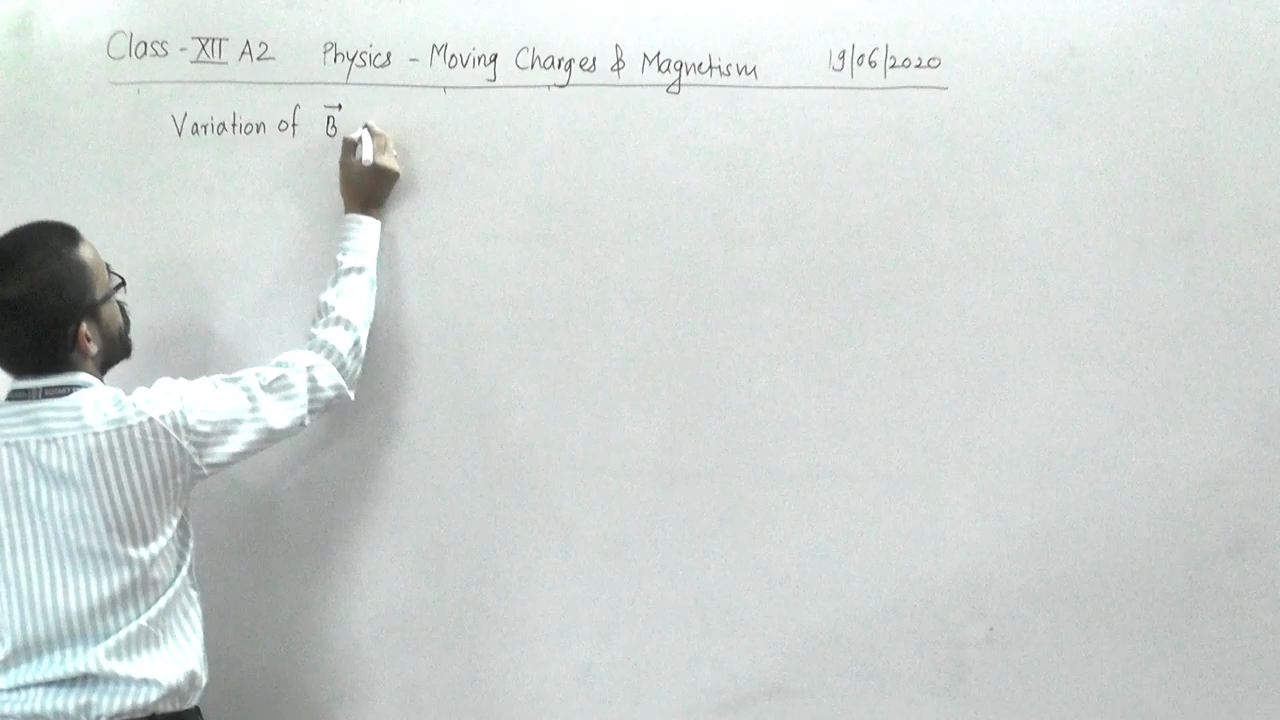 Class - XII A2 Physics - Moving Charges & Magnetism 19/06/2020
Variation of B⃗